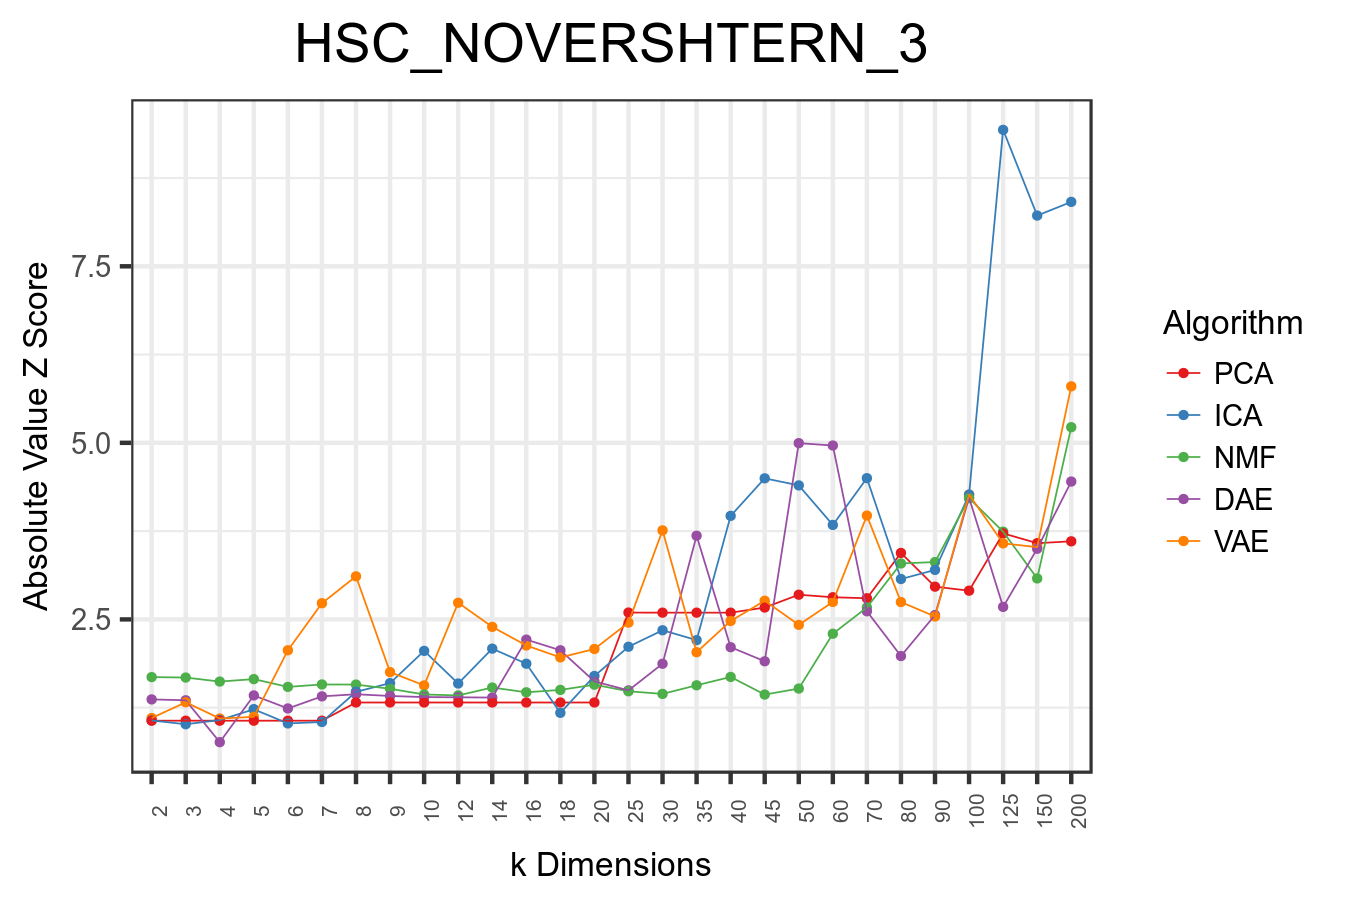 HSC_NOVERSHTERN_3
Absolute Value Z Score
7.5
5.0
2.5
2 3 4 5 6 7 8 9 10 12 14 16 18 20 25 30 35 40 45 50 60 70 80 90 100 125 150 200
k Dimensions
Algorithm
PCA
ICA
NMF
DAE
VAE